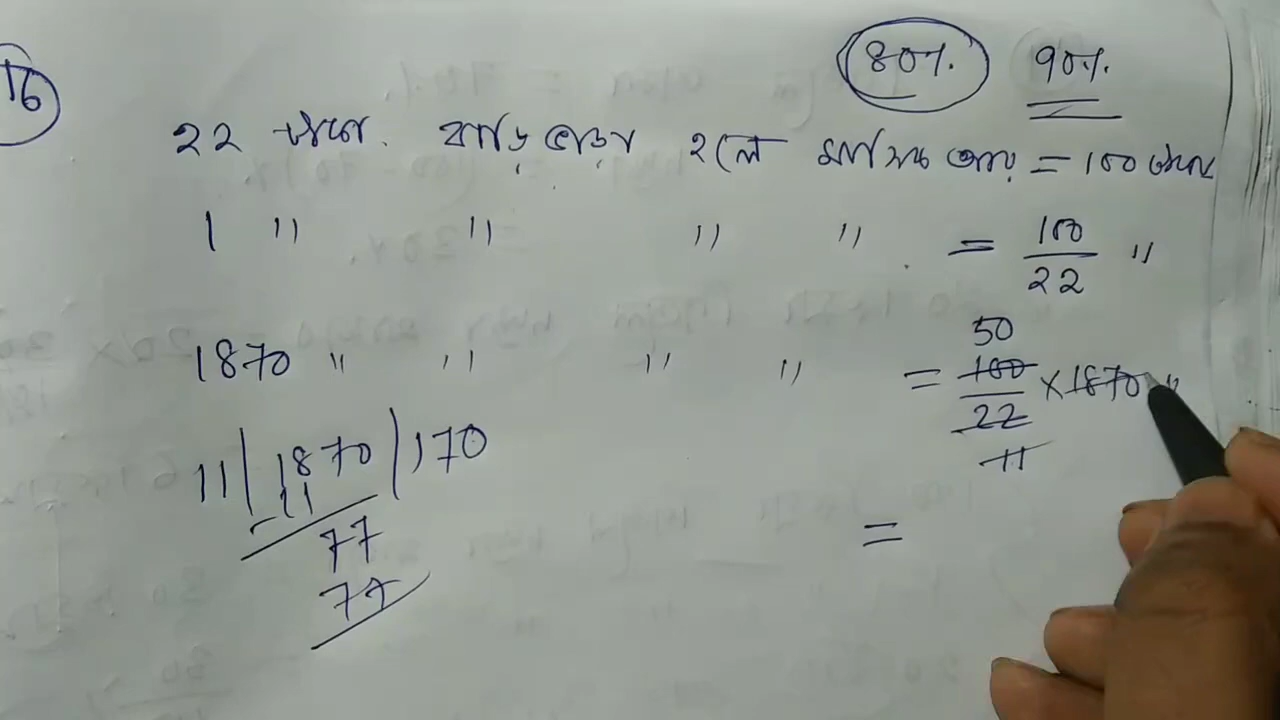 16
80%. 90%.
22 টাকা. বাড়ি ভাড়া হলে মাসিক আয় = 100 টাকা
1 " " " " = 100/22 "
50
1870 " " " " = 100/22 × 1870 "
11
11 | 1870 | 170
-11
77
77
=